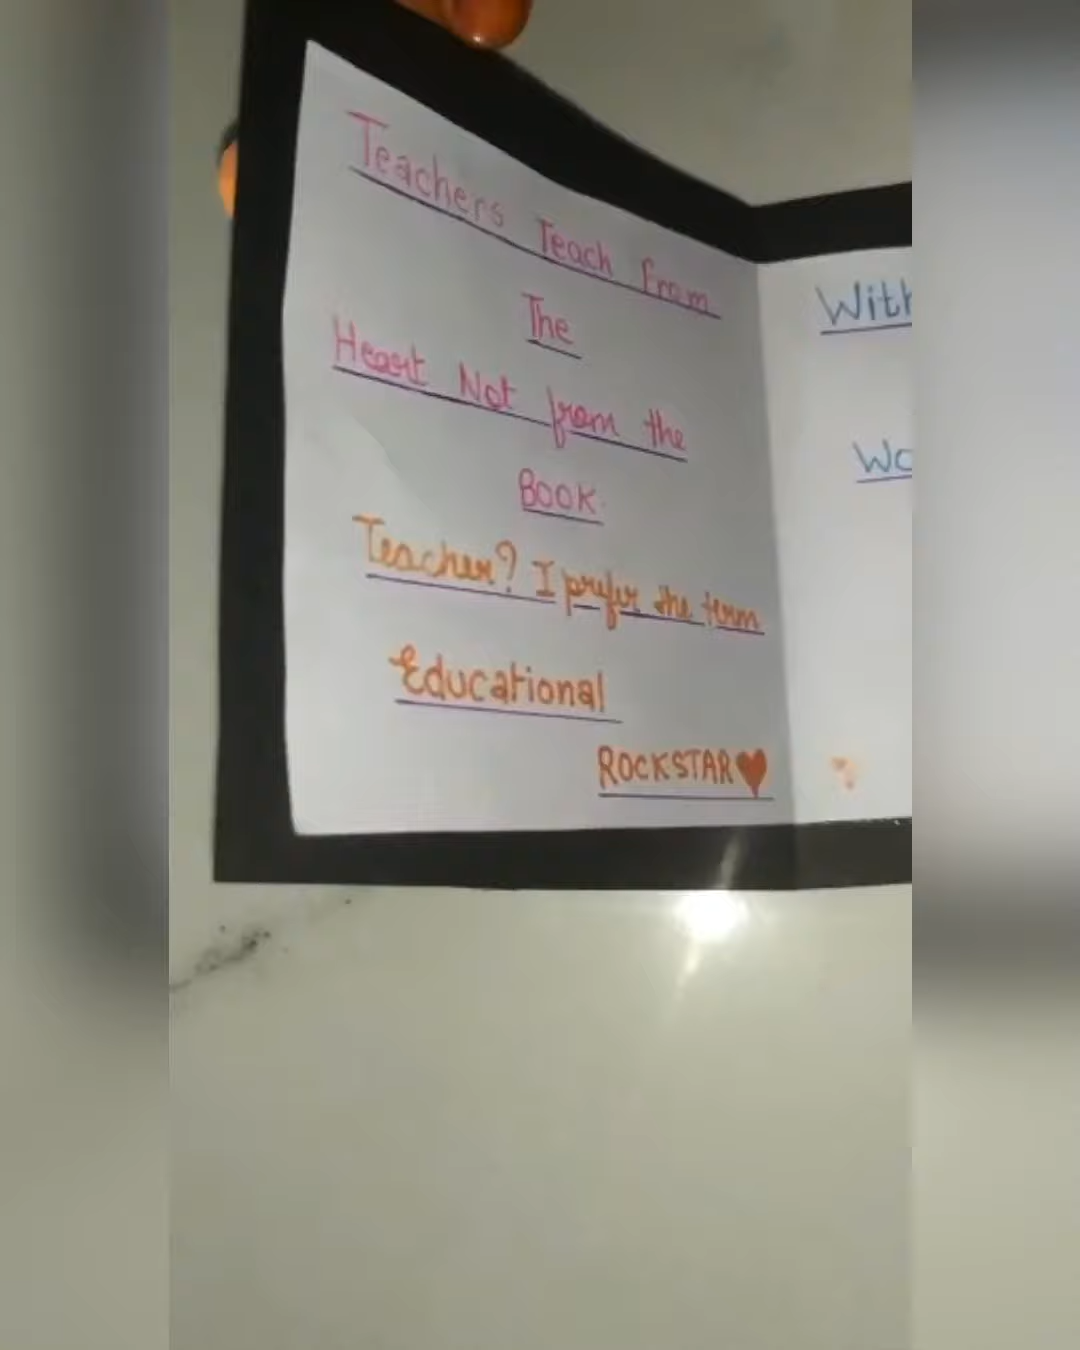 Teachers Teach from
The
Heart Not from the
BOOK.
Teacher? I prefer the term
Educational
ROCKSTAR
With